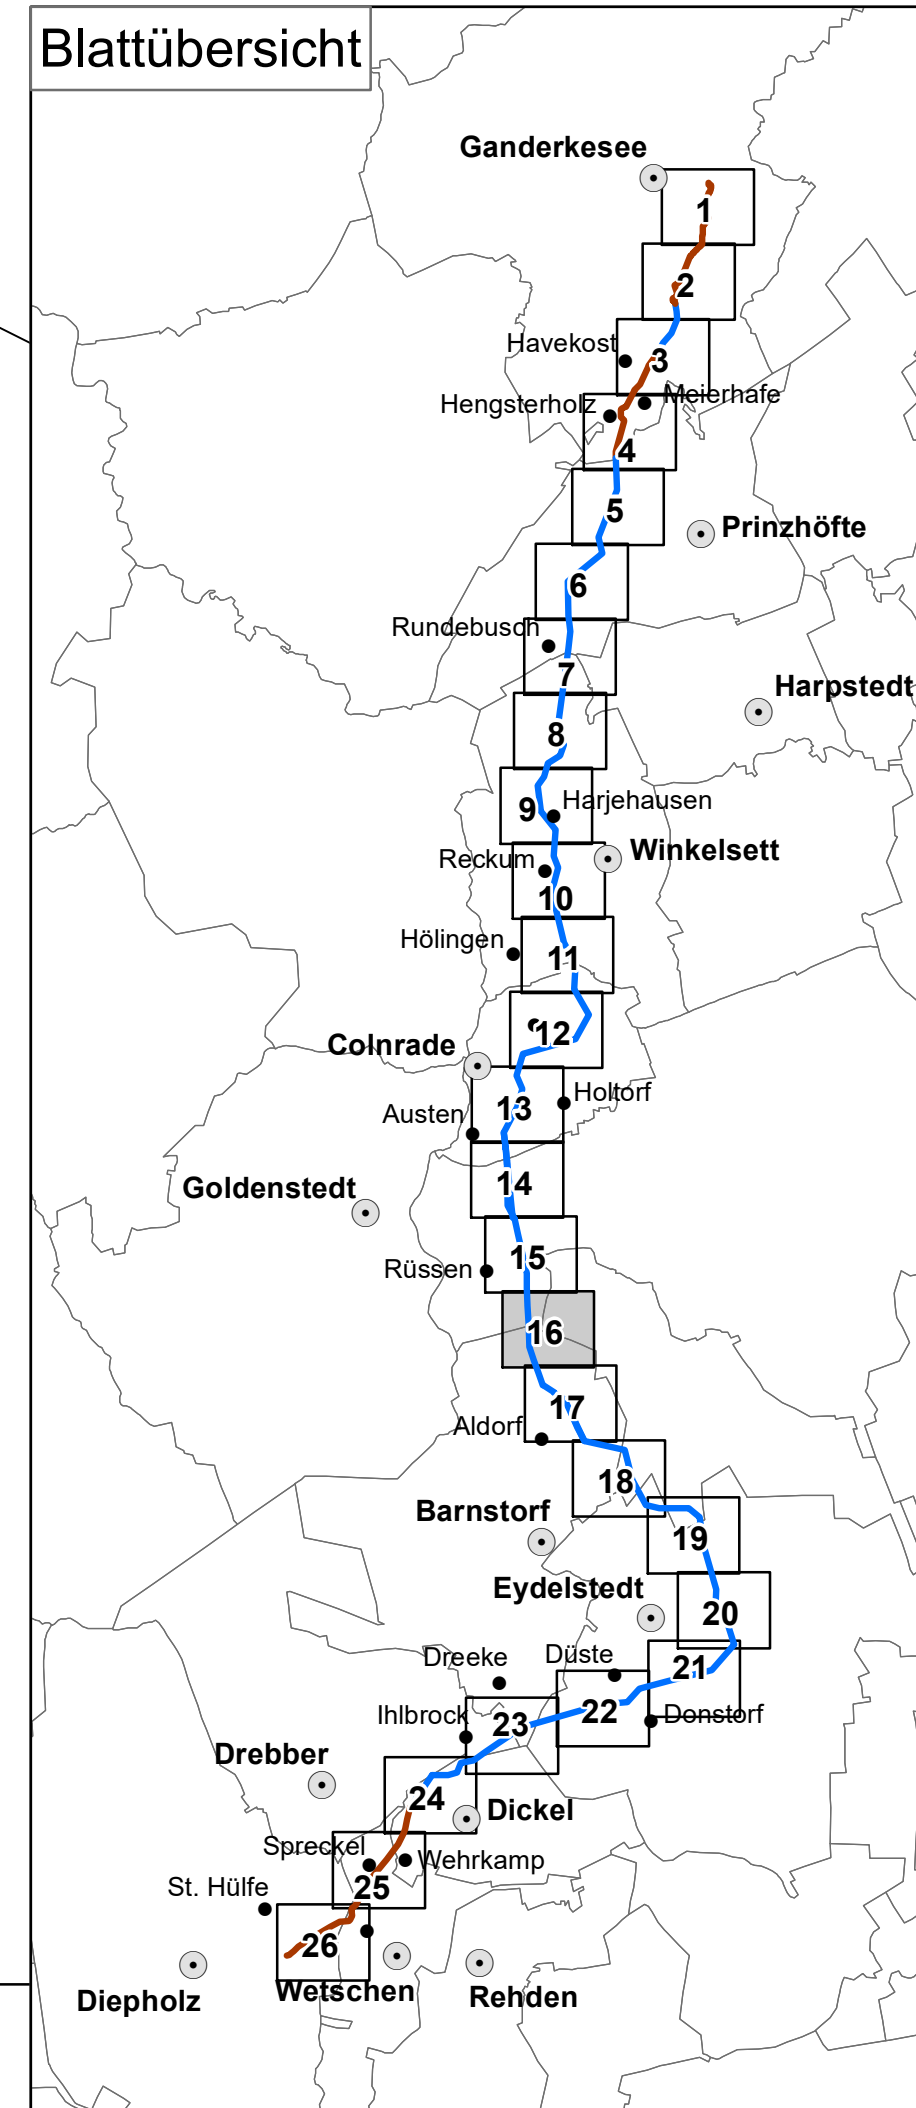 Blattübersicht
Ganderkesee
1
2
Havekost
3
Meierhafe
Hengsterholz
4
5
Prinzhöfte
6
Rundebusch
7
Harpstedt
8
9
Harjehausen
Winkelsett
Reckum
10
Hölingen
11
12
Colnrade
Holtorf
13
Austen
14
Goldenstedt
15
Rüssen
16
17
Aldorf
18
Barnstorf
19
Eydelstedt
20
Dreeke
Düste
21
Ihlbrock
23
22
Donstorf
Drebber
24
Dickel
Spreckel
Wehrkamp
St. Hülfe
25
26
Wetschen
Diepholz
Rehden